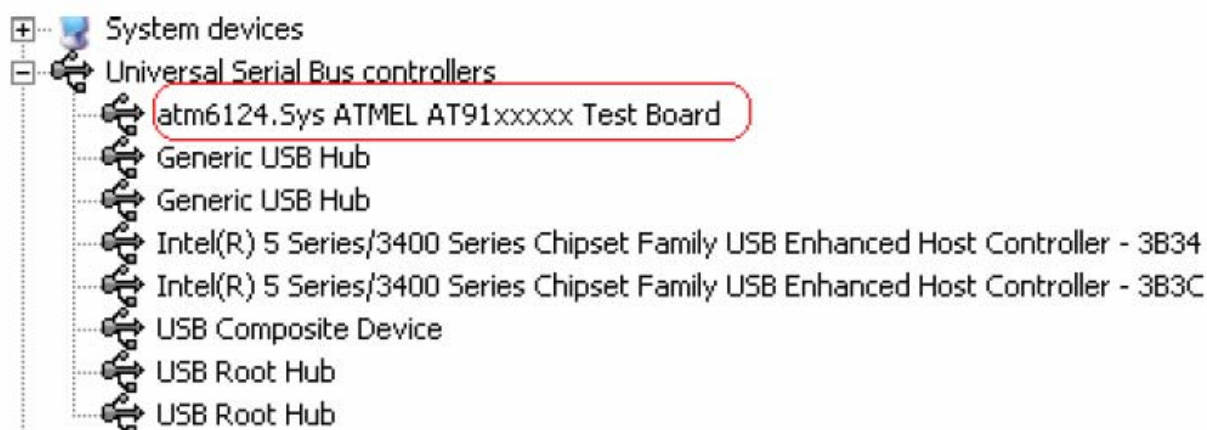 System devices
Universal Serial Bus controllers
atm6124.Sys ATMEL AT91xxxxx Test Board
Generic USB Hub
Generic USB Hub
Intel(R) 5 Series/3400 Series Chipset Family USB Enhanced Host Controller - 3B34
Intel(R) 5 Series/3400 Series Chipset Family USB Enhanced Host Controller - 3B3C
USB Composite Device
USB Root Hub
USB Root Hub